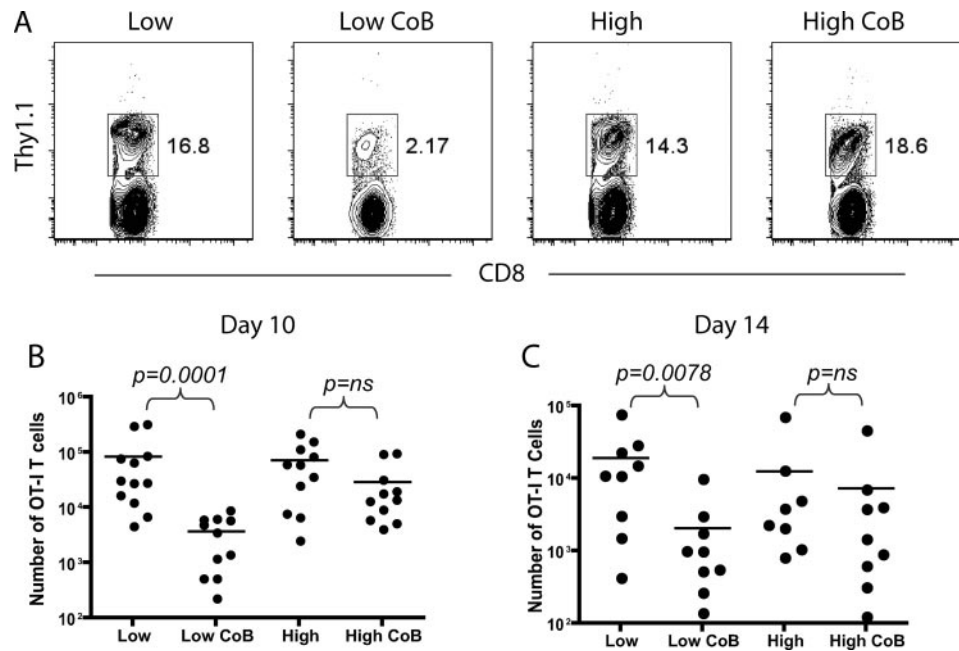 A
Low
Low CoB
High
High CoB
Thy1.1
16.8
2.17
14.3
18.6
CD8
Day 10
Day 14
B
C
p=0.0001
p=ns
p=0.0078
p=ns
Number of OT-I T cells
10^6
10^5
10^4
10^3
10^2
Low
Low CoB
High
High CoB
Number of OT-I T Cells
10^5
10^4
10^3
10^2
Low
Low CoB
High
High CoB